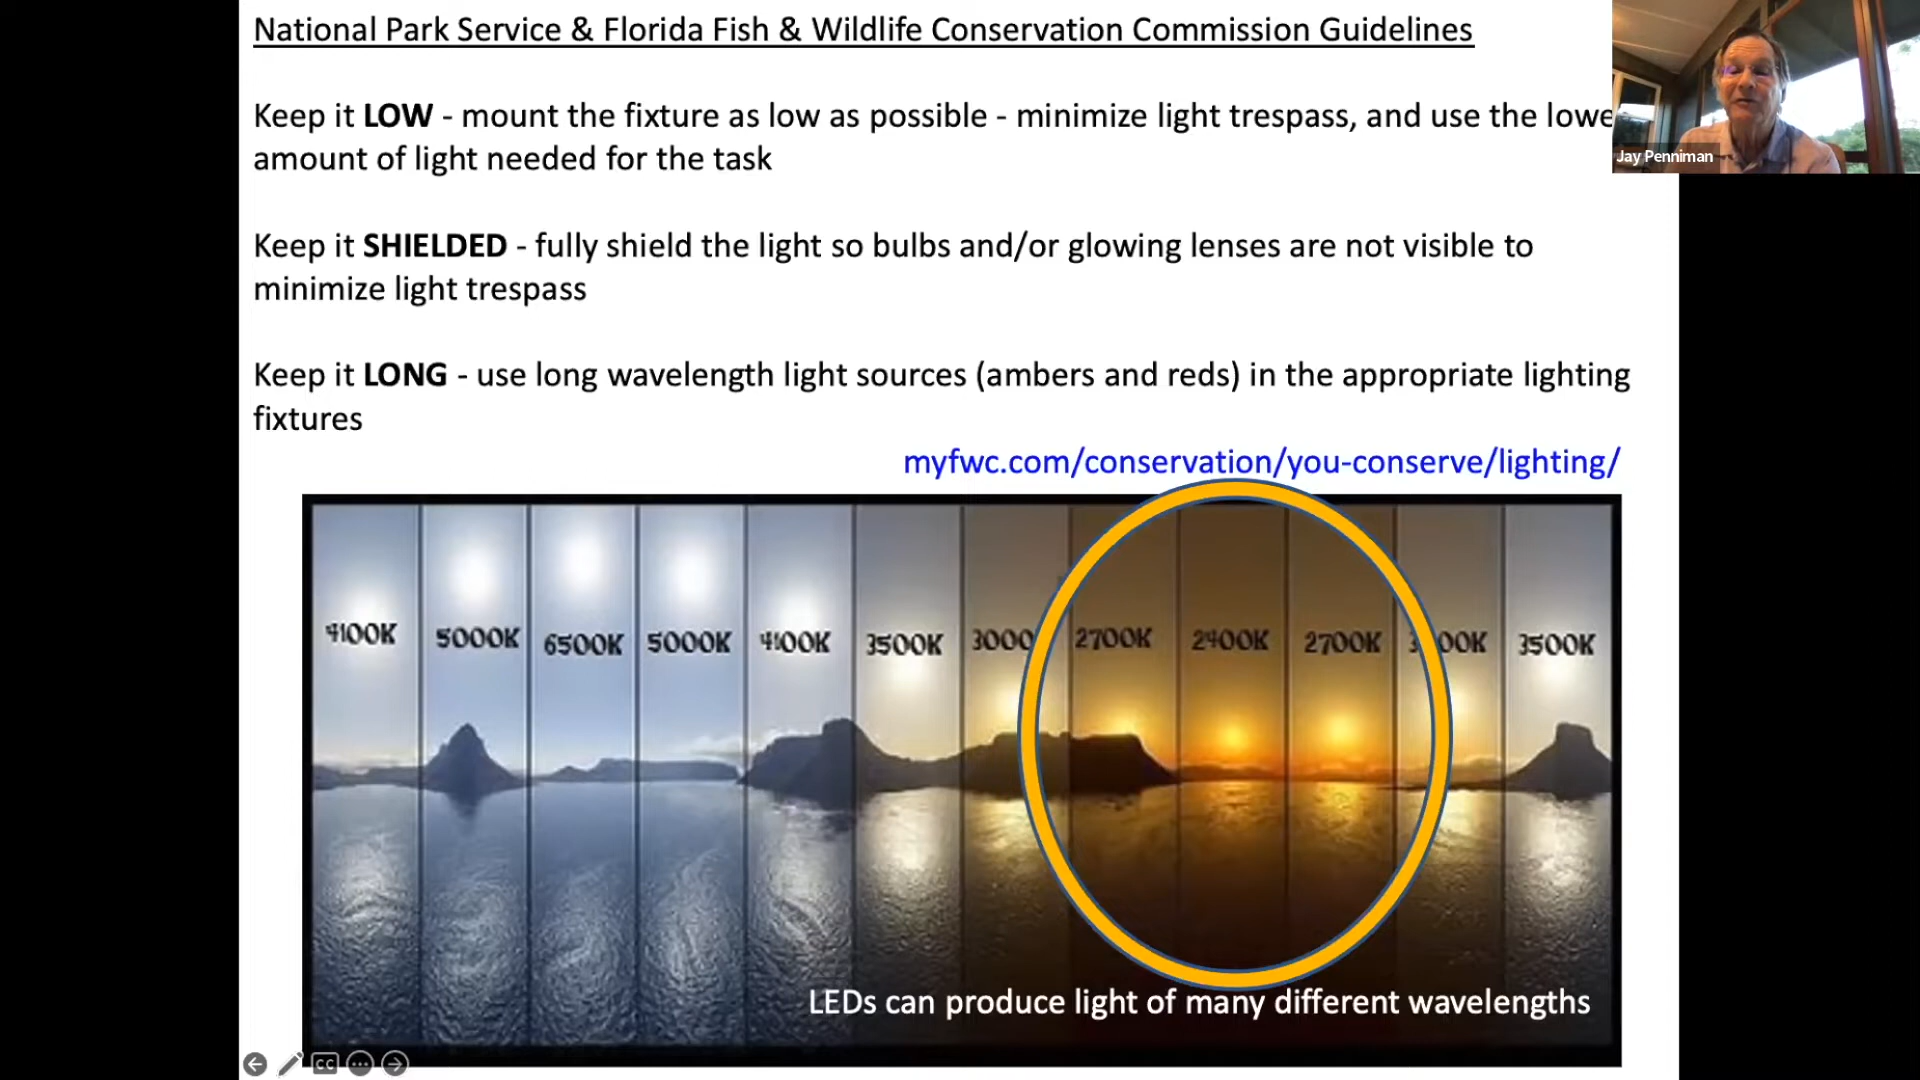 National Park Service & Florida Fish & Wildlife Conservation Commission Guidelines
Keep it LOW - mount the fixture as low as possible - minimize light trespass, and use the lowe
amount of light needed for the task
Jay Penniman
Keep it SHIELDED - fully shield the light so bulbs and/or glowing lenses are not visible to
minimize light trespass
Keep it LONG - use long wavelength light sources (ambers and reds) in the appropriate lighting
fixtures
myfwc.com/conservation/you-conserve/lighting/
4100K 5000K 6500K 5000K 4100K 3500K 3000 2700K 2400K 2700K 3 00K 3500K
LEDs can produce light of many different wavelengths
CC